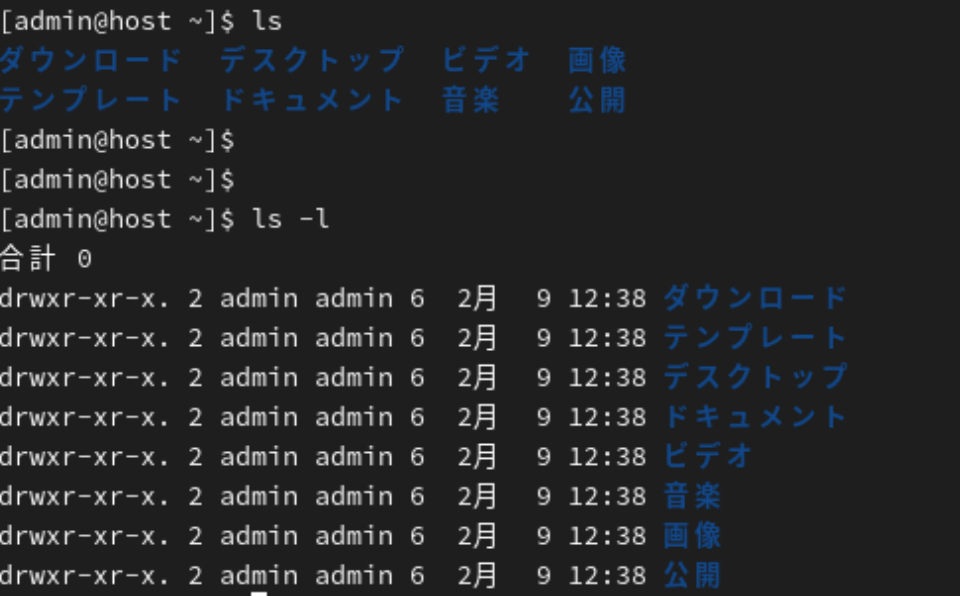 [admin@host ~]$ ls
ダウンロード  デスクトップ  ビデオ  画像
テンプレート  ドキュメント  音楽    公開
[admin@host ~]$
[admin@host ~]$
[admin@host ~]$ ls -l
合計 0
drwxr-xr-x. 2 admin admin 6  2月  9 12:38 ダウンロード
drwxr-xr-x. 2 admin admin 6  2月  9 12:38 テンプレート
drwxr-xr-x. 2 admin admin 6  2月  9 12:38 デスクトップ
drwxr-xr-x. 2 admin admin 6  2月  9 12:38 ドキュメント
drwxr-xr-x. 2 admin admin 6  2月  9 12:38 ビデオ
drwxr-xr-x. 2 admin admin 6  2月  9 12:38 音楽
drwxr-xr-x. 2 admin admin 6  2月  9 12:38 画像
drwxr-xr-x. 2 admin admin 6  2月  9 12:38 公開